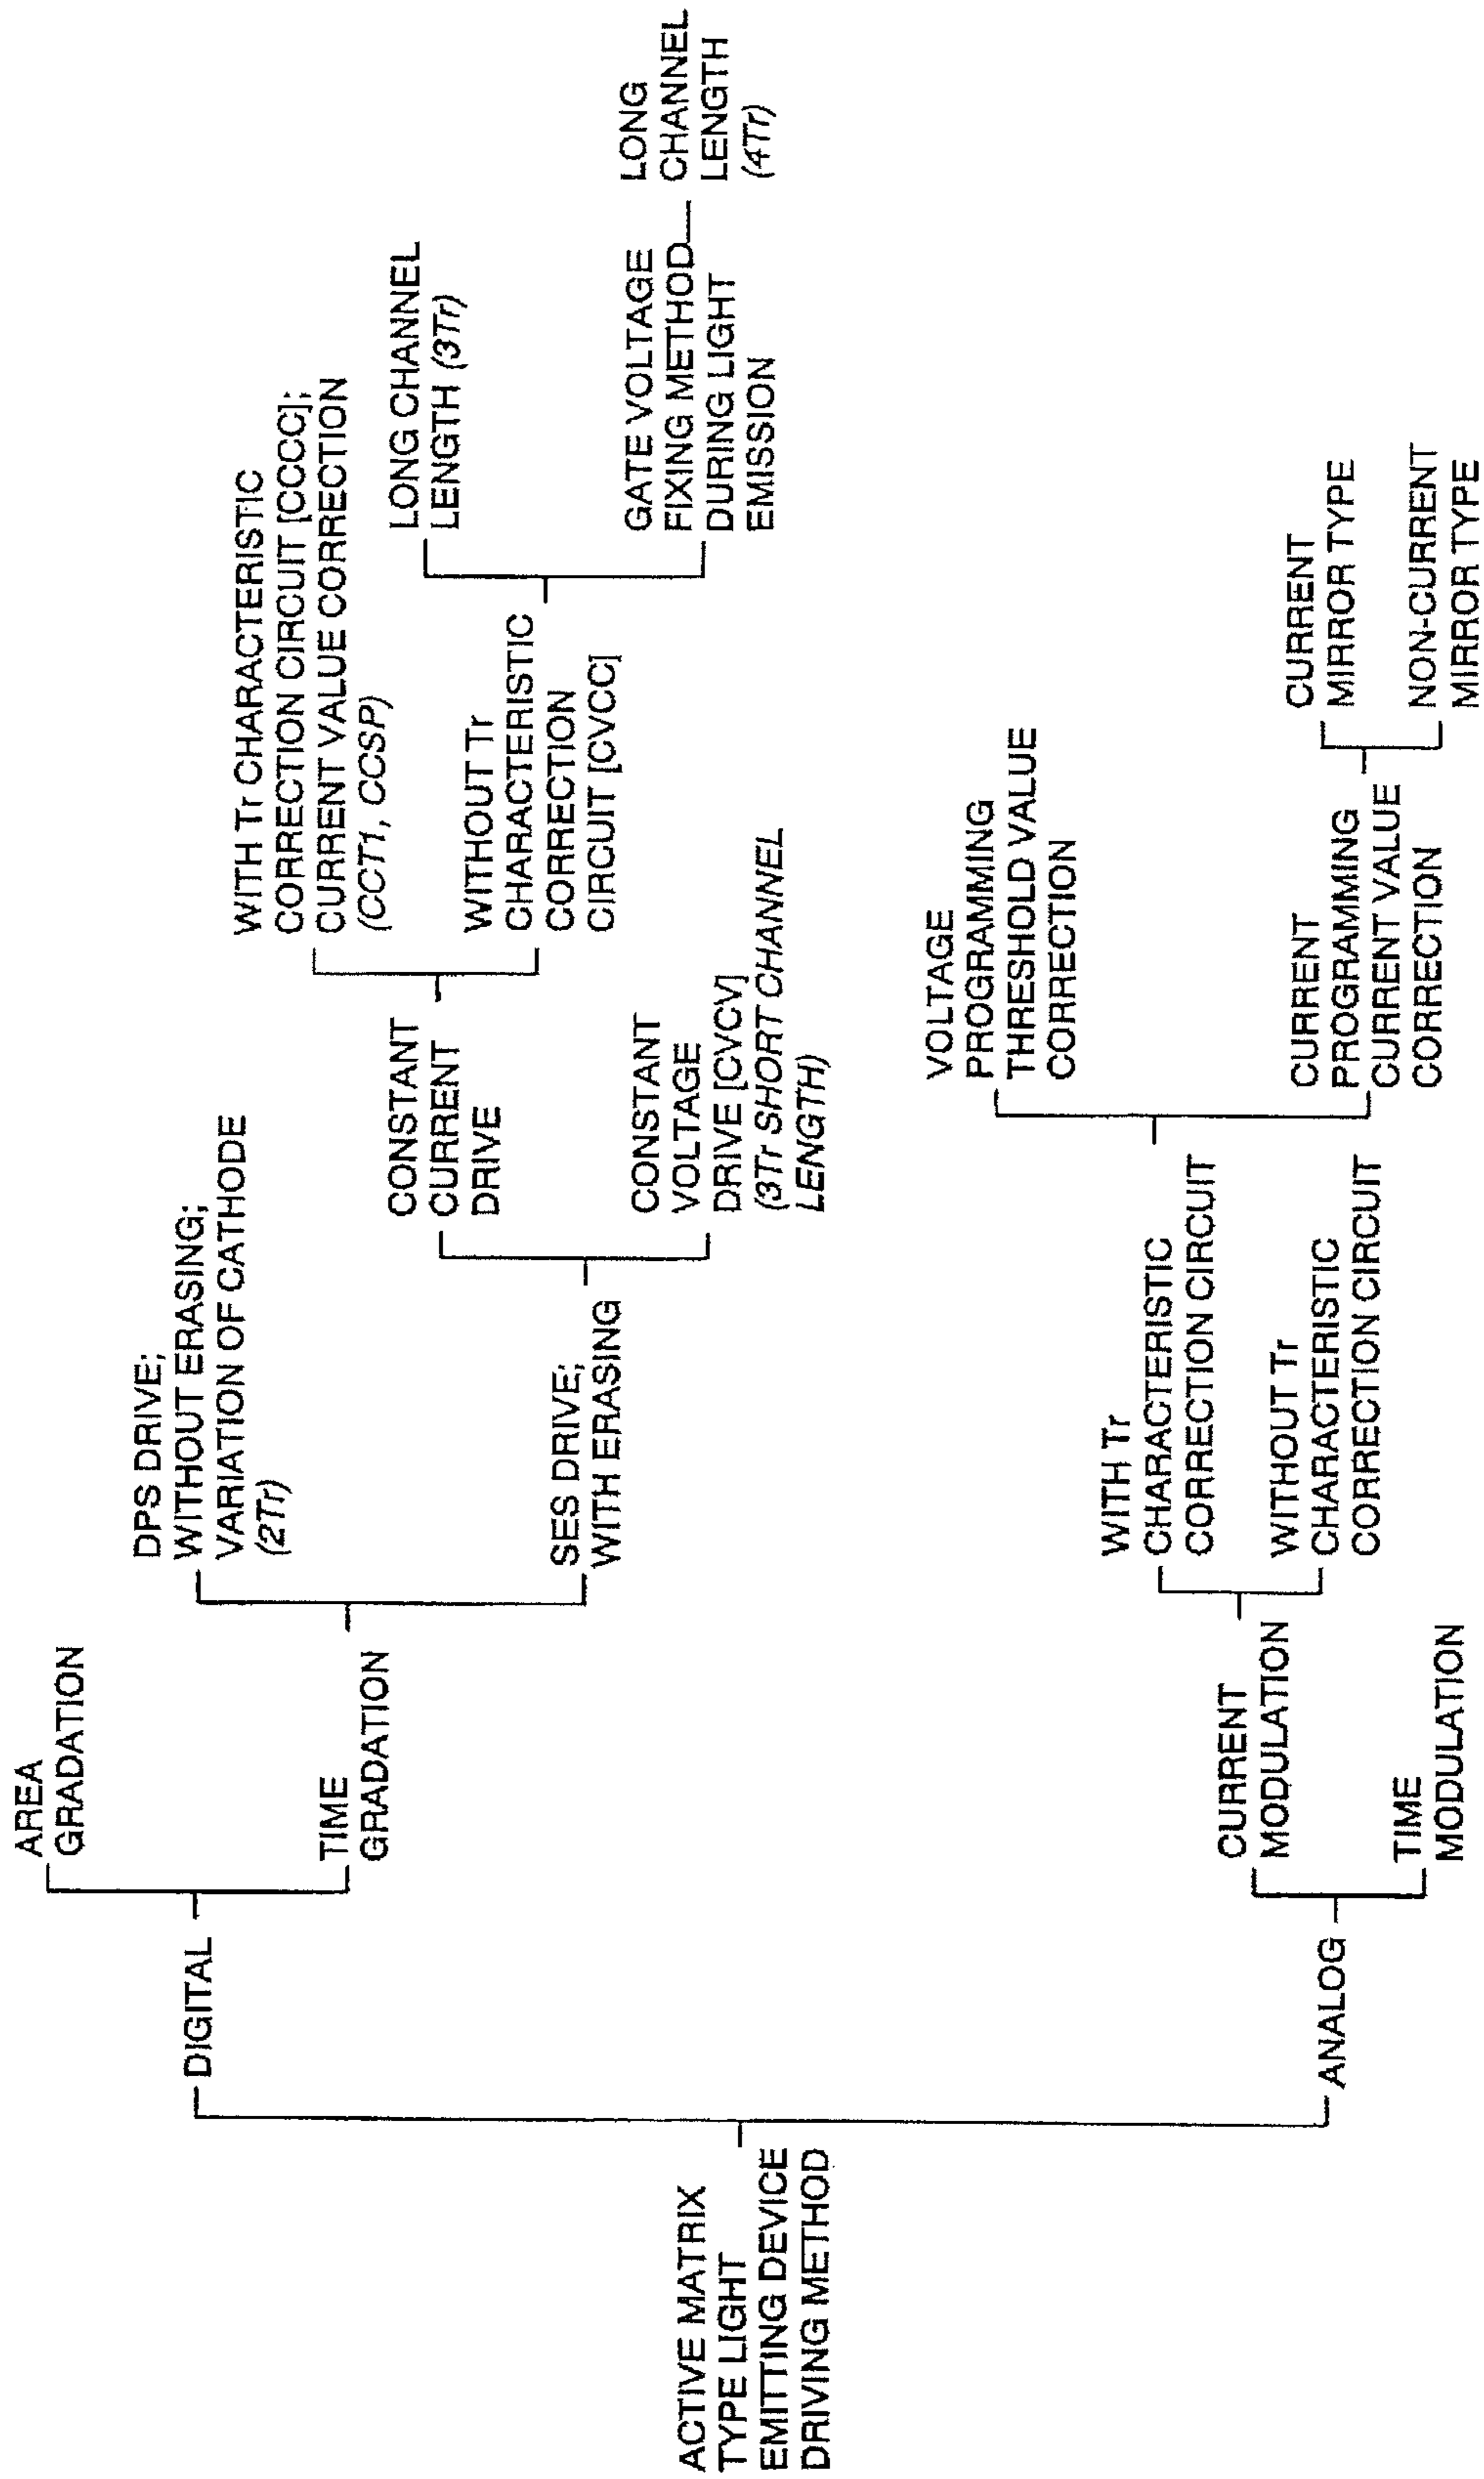 ACTIVE MATRIX
TYPE LIGHT
EMITTING DEVICE
DRIVING METHOD
DIGITAL
AREA
GRADATION
TIME
GRADATION
DPS DRIVE;
WITHOUT ERASING;
VARIATION OF CATHODE
(2Tr)
SES DRIVE;
WITH ERASING
CONSTANT
CURRENT
DRIVE
WITH Tr CHARACTERISTIC
CORRECTION CIRCUIT [CCCC];
CURRENT VALUE CORRECTION
(CCT1, CCSP)
WITHOUT Tr
CHARACTERISTIC
CORRECTION
CIRCUIT [CVCC]
LONG CHANNEL
LENGTH (3Tr)
GATE VOLTAGE
FIXING METHOD
DURING LIGHT
EMISSION
LONG
CHANNEL
LENGTH
(4Tr)
CONSTANT
VOLTAGE
DRIVE [CVCV]
(3Tr SHORT CHANNEL
LENGTH)
ANALOG
CURRENT
MODULATION
TIME
MODULATION
WITH Tr
CHARACTERISTIC
CORRECTION CIRCUIT
WITHOUT Tr
CHARACTERISTIC
CORRECTION CIRCUIT
VOLTAGE
PROGRAMMING
THRESHOLD VALUE
CORRECTION
CURRENT
PROGRAMMING
CURRENT VALUE
CORRECTION
CURRENT
MIRROR TYPE
NON-CURRENT
MIRROR TYPE